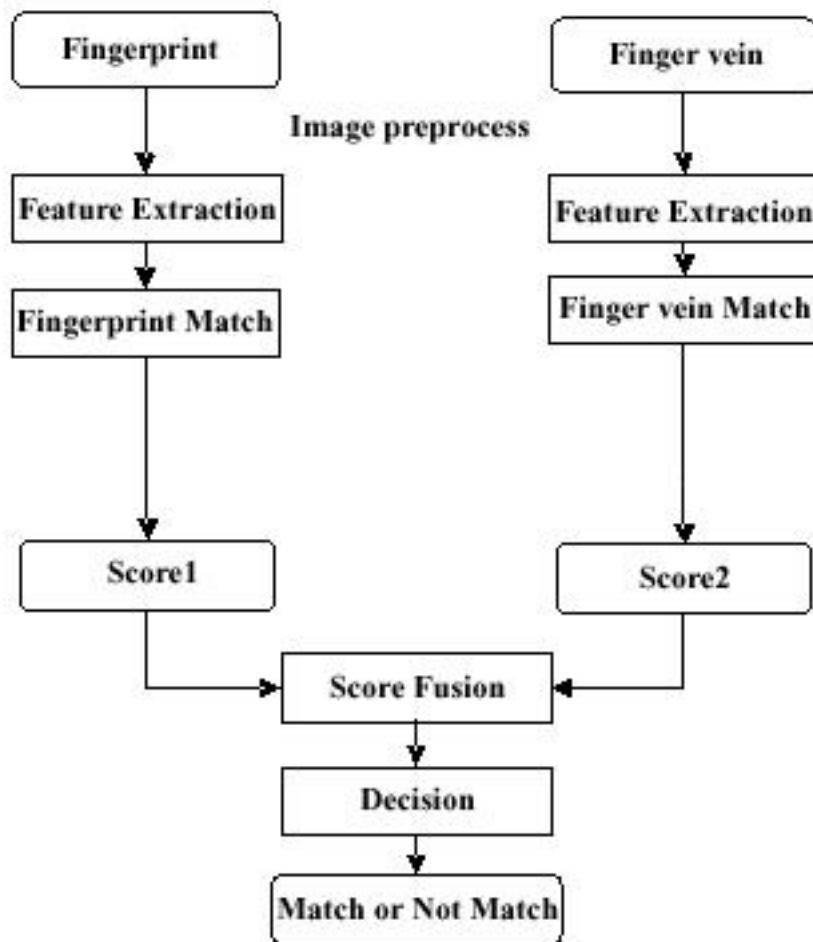 Fingerprint
Finger vein
Image preprocess
Feature Extraction
Feature Extraction
Fingerprint Match
Finger vein Match
Score1
Score2
Score Fusion
Decision
Match or Not Match